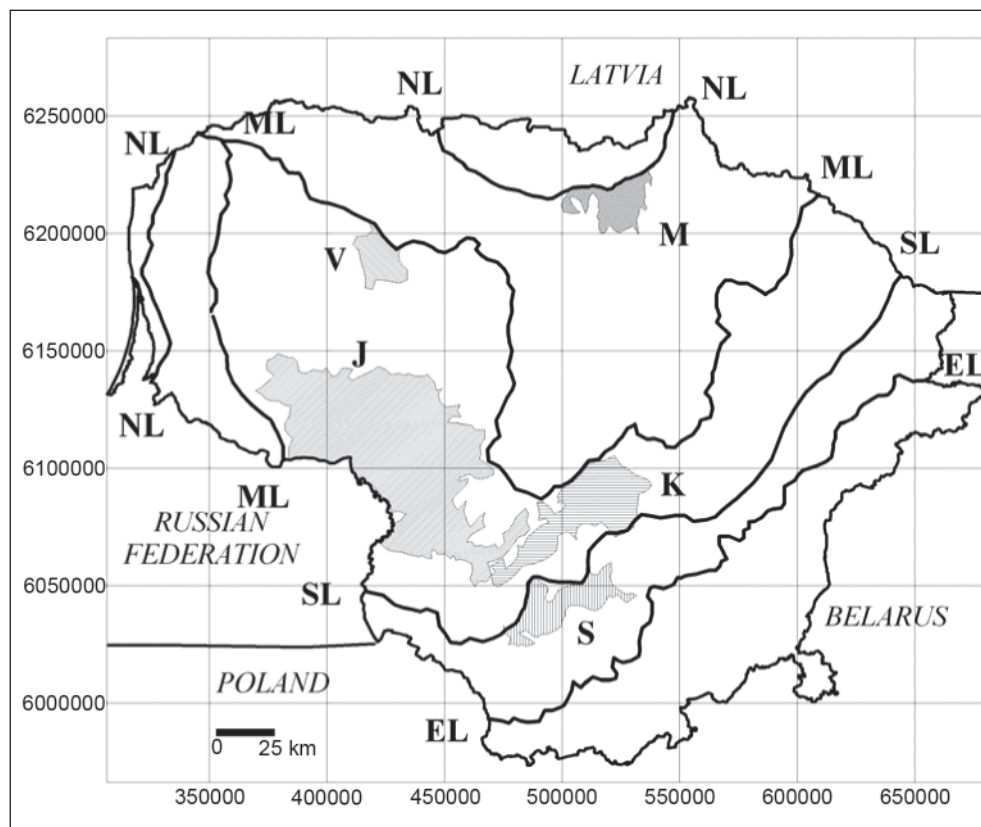 NL
LATVIA
NL
6250000
ML
NL
ML
6200000
M
SL
V
6150000
J
EL
NL
6100000
ML
K
RUSSIAN
FEDERATION
6050000
SL
BELARUS
S
POLAND
6000000
EL
0 25 km
350000 400000 450000 500000 550000 600000 650000